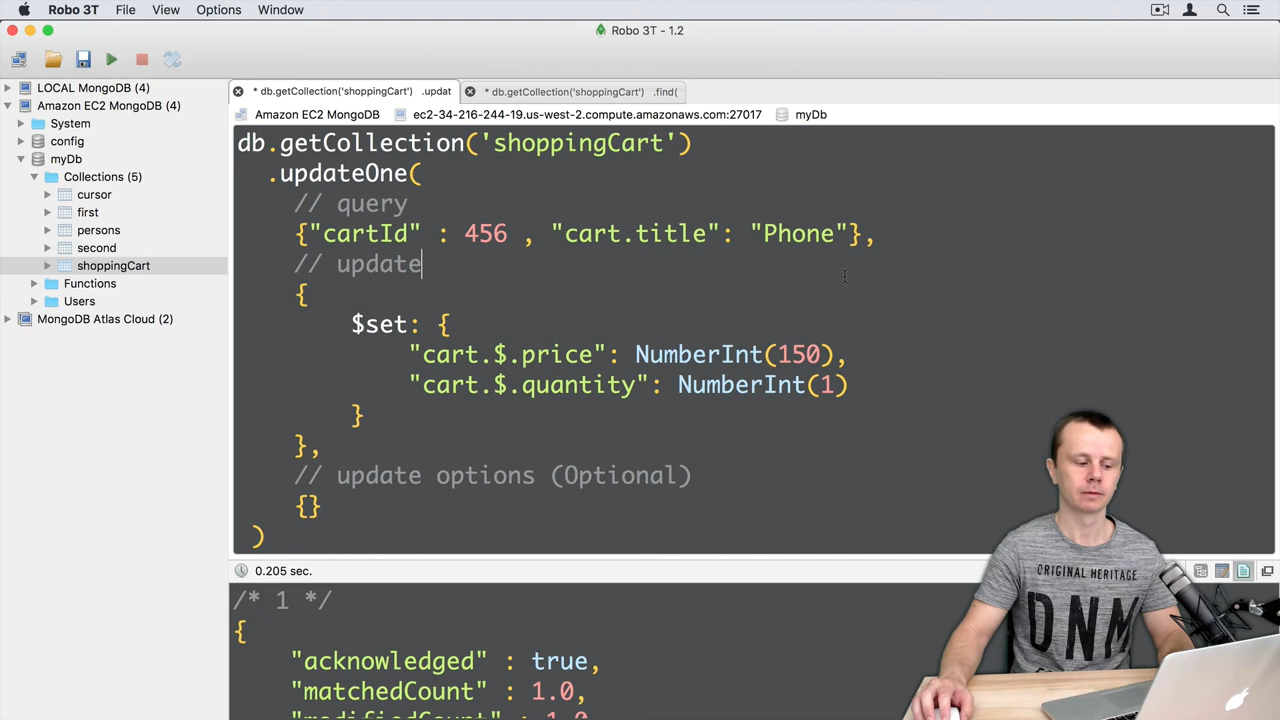 Robo 3T File View Options Window
Robo 3T - 1.2
LOCAL MongoDB (4)
Amazon EC2 MongoDB (4)
System
config
myDb
Collections (5)
cursor
first
persons
second
shoppingCart
Functions
Users
MongoDB Atlas Cloud (2)
* db.getCollection('shoppingCart') .updat
* db.getCollection('shoppingCart') .find(
Amazon EC2 MongoDB ec2-34-216-244-19.us-west-2.compute.amazonaws.com:27017 myDb
db.getCollection('shoppingCart')
.updateOne(
// query
{"cartId" : 456 , "cart.title": "Phone"},
// update
{
$set: {
"cart.$.price": NumberInt(150),
"cart.$.quantity": NumberInt(1)
}
},
// update options (Optional)
{}
)
0.205 sec.
/* 1 */
{
"acknowledged" : true,
"matchedCount" : 1.0,
"modifiedCount" : 1.0
ORIGINAL HERITAGE
DNM